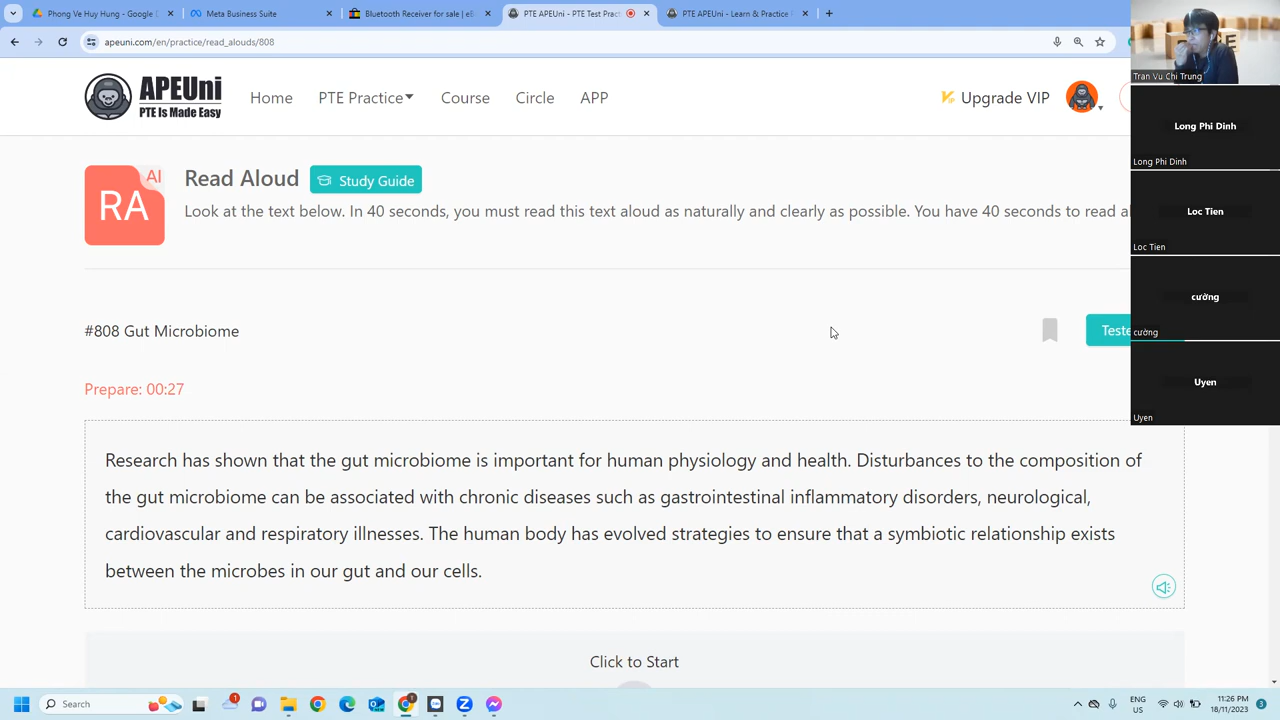 Phong Ve Huy Hung - Google D
Meta Business Suite
Bluetooth Receiver for sale | eB
PTE APEUni - PTE Test Pract
PTE APEUni - Learn & Practice P
apeuni.com/en/practice/read_alouds/808
APEUni
PTE Is Made Easy
Home
PTE Practice
Course
Circle
APP
Upgrade VIP
Tran Vu Chi Trung
Long Phi Dinh
Long Phi Dinh
Loc Tien
Loc Tien
cường
cường
Uyen
Uyen
RA AI
Read Aloud
Study Guide
Look at the text below. In 40 seconds, you must read this text aloud as naturally and clearly as possible. You have 40 seconds to read al
#808 Gut Microbiome
Teste
Prepare: 00:27
Research has shown that the gut microbiome is important for human physiology and health. Disturbances to the composition of
the gut microbiome can be associated with chronic diseases such as gastrointestinal inflammatory disorders, neurological,
cardiovascular and respiratory illnesses. The human body has evolved strategies to ensure that a symbiotic relationship exists
between the microbes in our gut and our cells.
Click to Start
Search
ENG
US
11:26 PM
18/11/2023